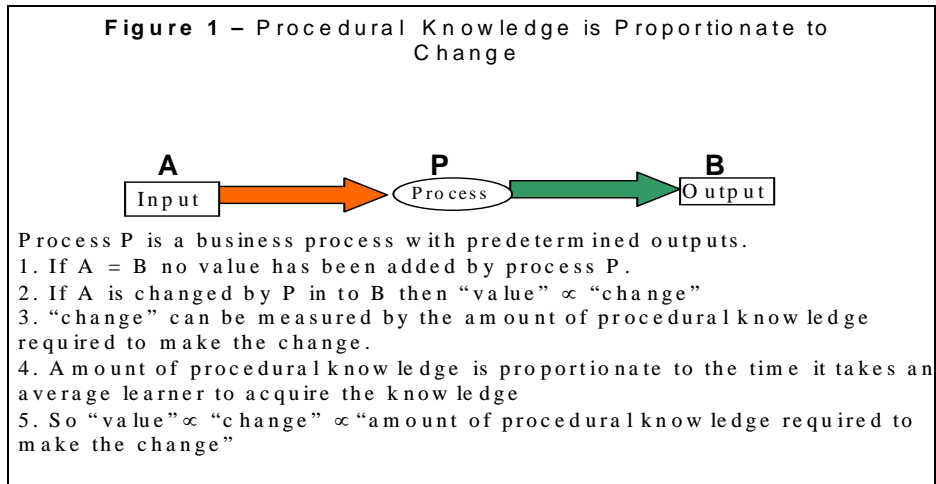 Figure 1 – Procedural Knowledge is Proportionate to
Change
A P B
Input Process Output
Process P is a business process with predetermined outputs.
1. If A = B no value has been added by process P.
2. If A is changed by P in to B then “value” ∝ “change”
3. “change” can be measured by the amount of procedural knowledge
required to make the change.
4. Amount of procedural knowledge is proportionate to the time it takes an
average learner to acquire the knowledge
5. So “value”∝ “change” ∝“amount of procedural knowledge required to
make the change”